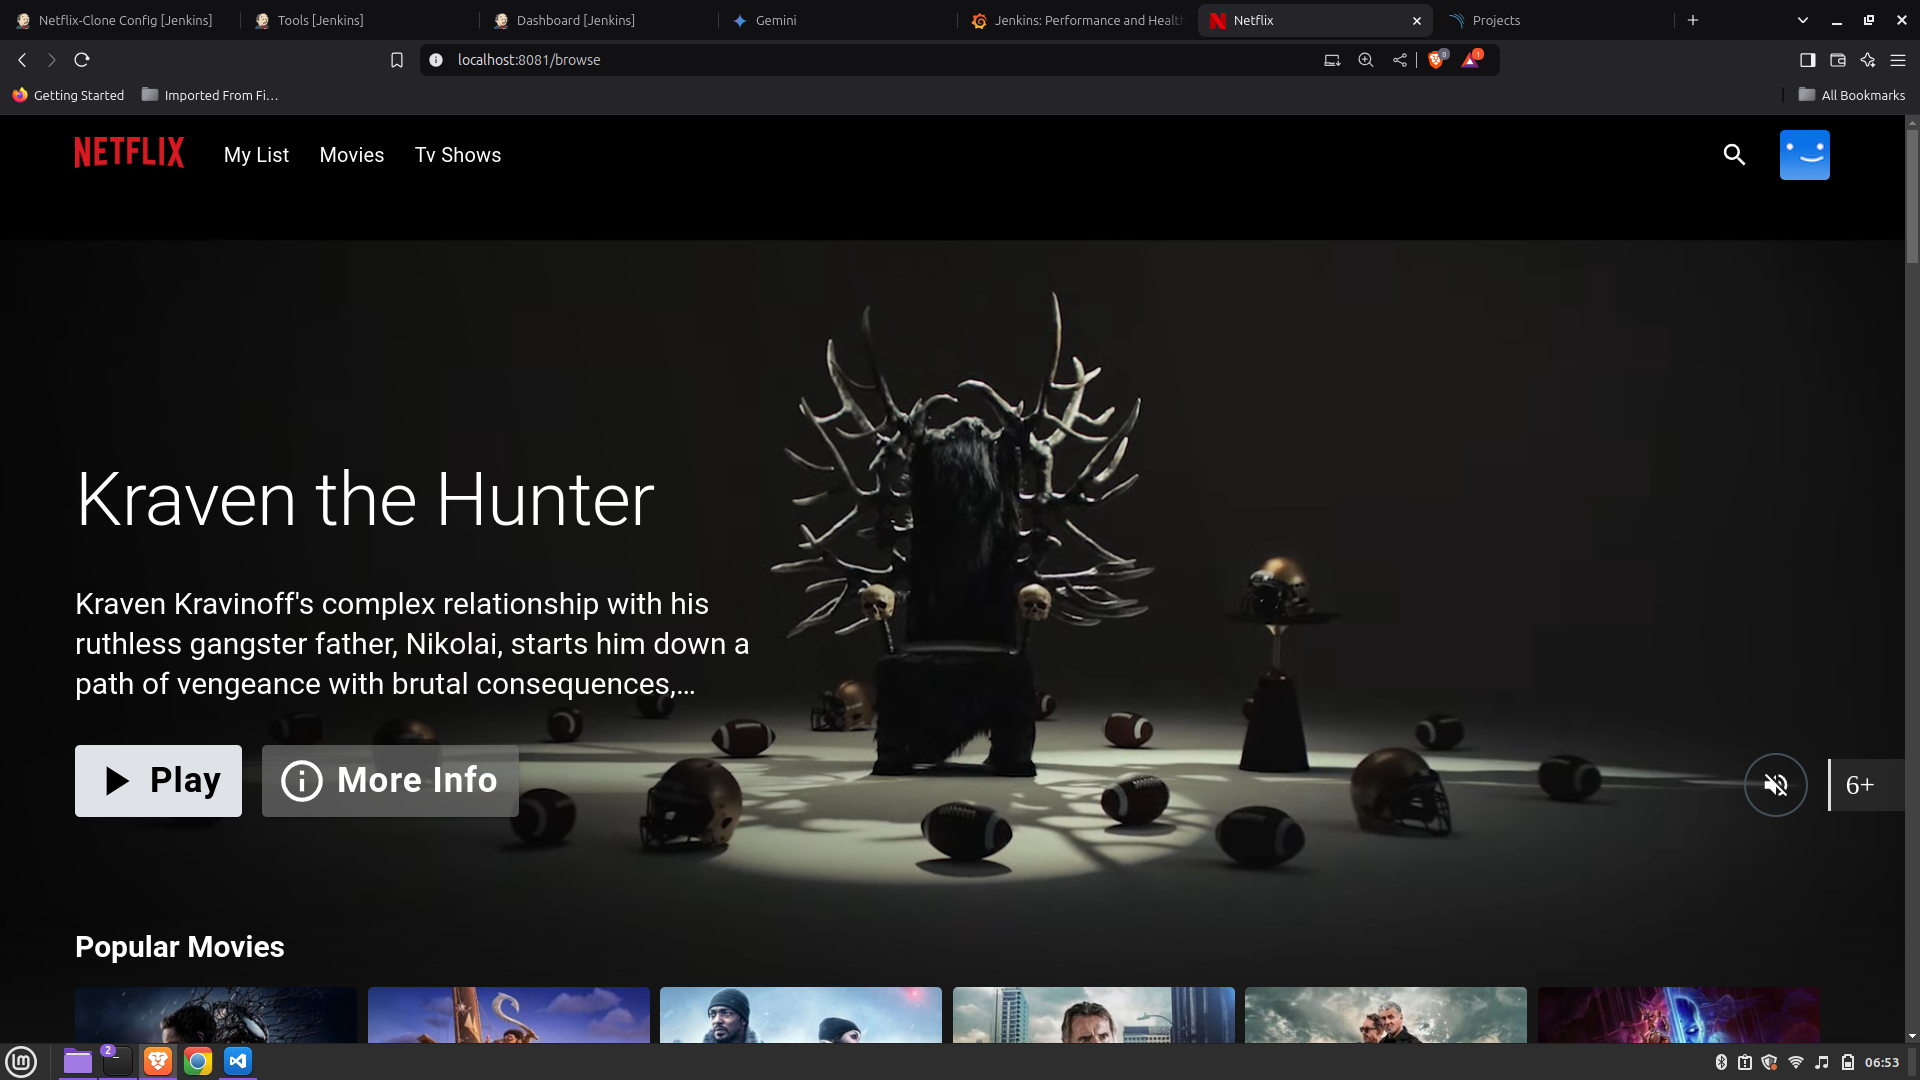 Netflix-Clone Config [Jenkins]
Tools [Jenkins]
Dashboard [Jenkins]
Gemini
Jenkins: Performance and Healt
Netflix
Projects
localhost:8081/browse
8
1
Getting Started
Imported From Fi...
All Bookmarks
NETFLIX
My List
Movies
Tv Shows
Kraven the Hunter
Kraven Kravinoff's complex relationship with his
ruthless gangster father, Nikolai, starts him down a
path of vengeance with brutal consequences,...
Play
More Info
6+
Popular Movies
2
06:53